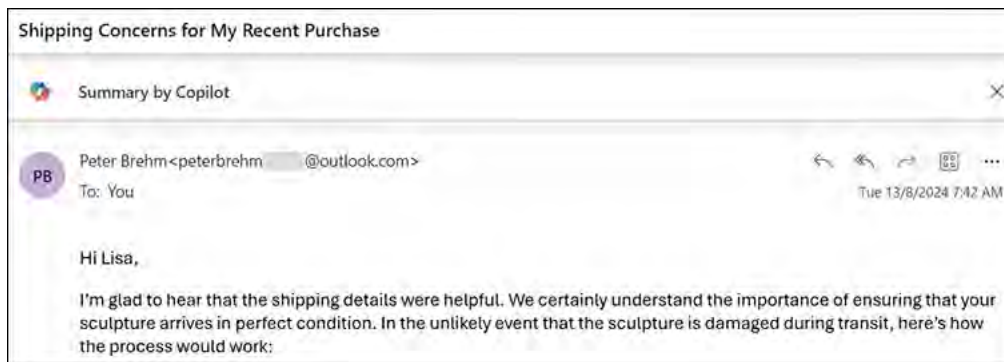 Shipping Concerns for My Recent Purchase
Summary by Copilot
PB
Peter Brehm<peterbrehm @outlook.com>
To: You
Tue 13/8/2024 7:42 AM
Hi Lisa,
I'm glad to hear that the shipping details were helpful. We certainly understand the importance of ensuring that your
sculpture arrives in perfect condition. In the unlikely event that the sculpture is damaged during transit, here's how
the process would work: